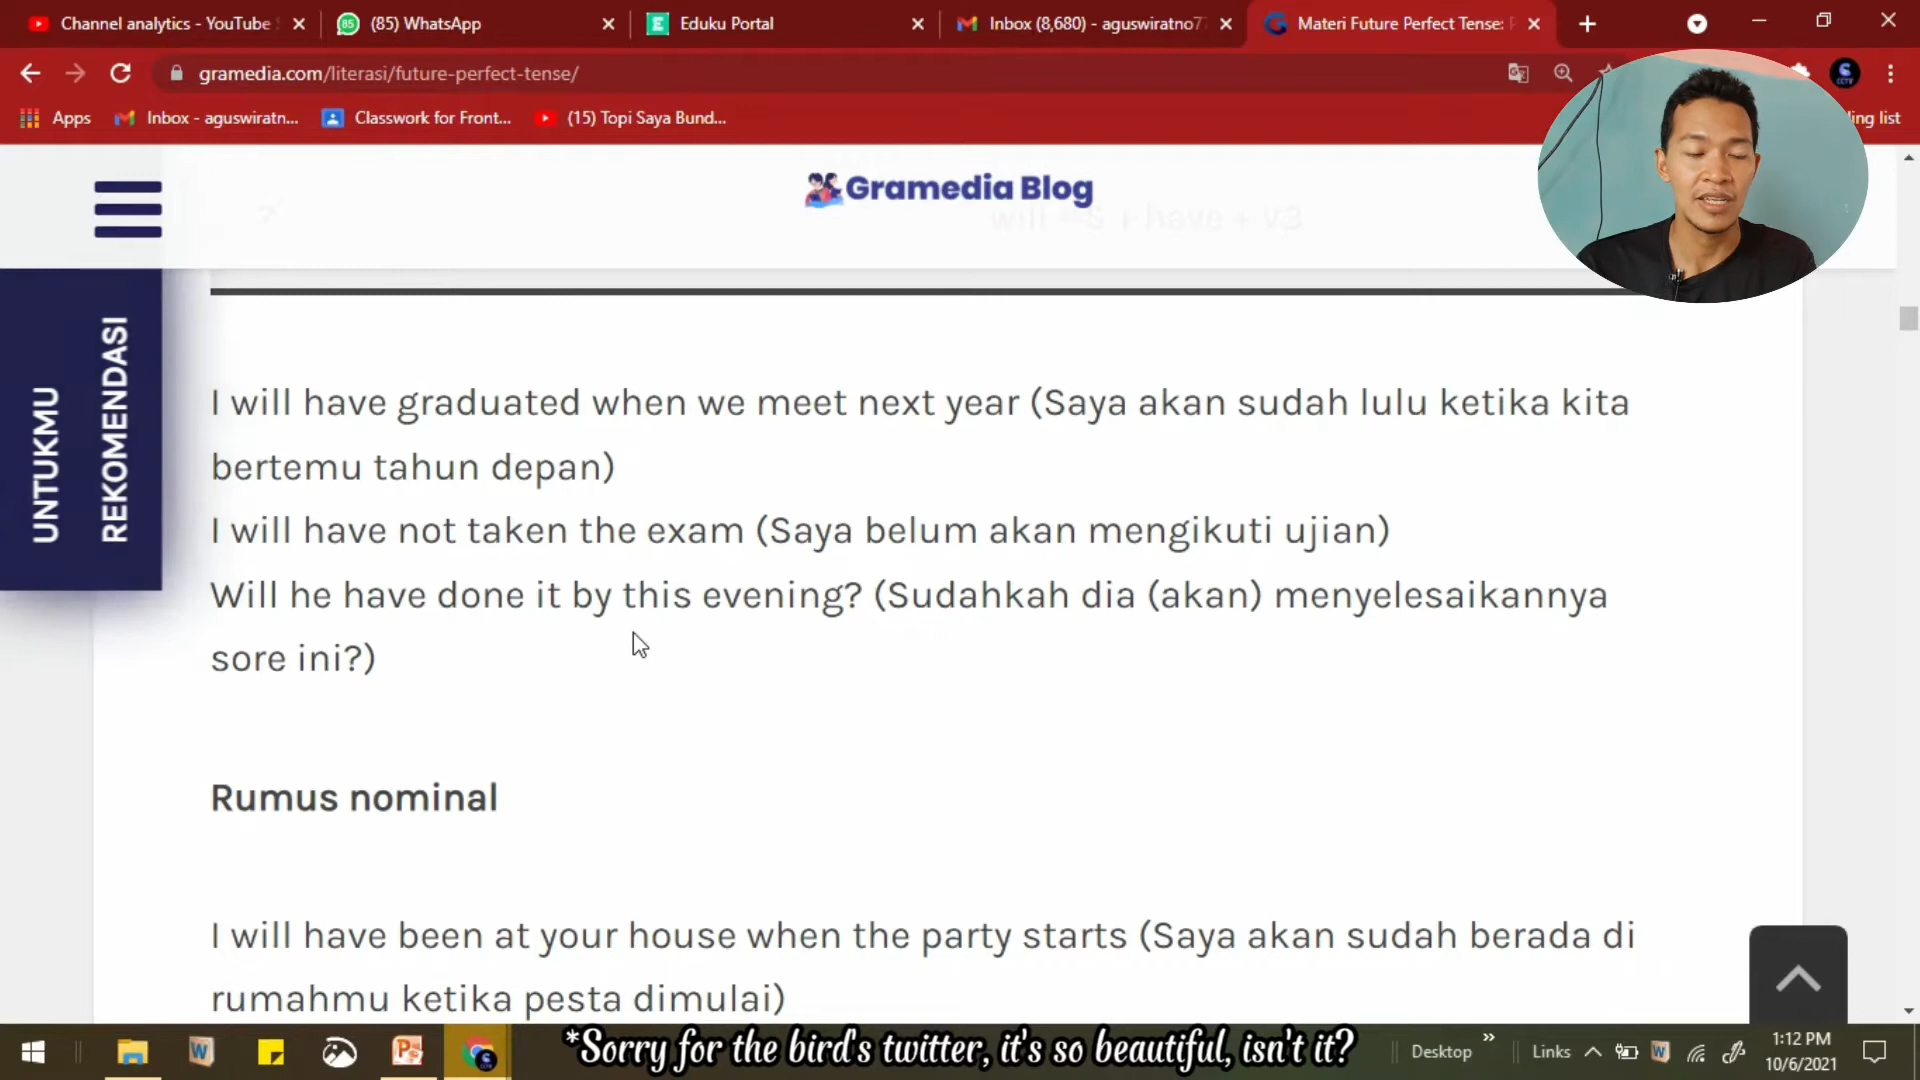 Channel analytics - YouTube S
(85) WhatsApp
Eduku Portal
Inbox (8,680) - aguswiratno7
Materi Future Perfect Tense: P
gramedia.com/literasi/future-perfect-tense/
Apps
Inbox - aguswiratn...
Classwork for Front...
(15) Topi Saya Bund...
ing list
Gramedia Blog
will + S + have + V3
UNTUKMU
REKOMENDASI
I will have graduated when we meet next year (Saya akan sudah lulu ketika kita
bertemu tahun depan)
I will have not taken the exam (Saya belum akan mengikuti ujian)
Will he have done it by this evening? (Sudahkah dia (akan) menyelesaikannya
sore ini?)
Rumus nominal
I will have been at your house when the party starts (Saya akan sudah berada di
rumahmu ketika pesta dimulai)
*Sorry for the bird's twitter, it's so beautiful, isn't it?
Desktop
Links
1:12 PM
10/6/2021